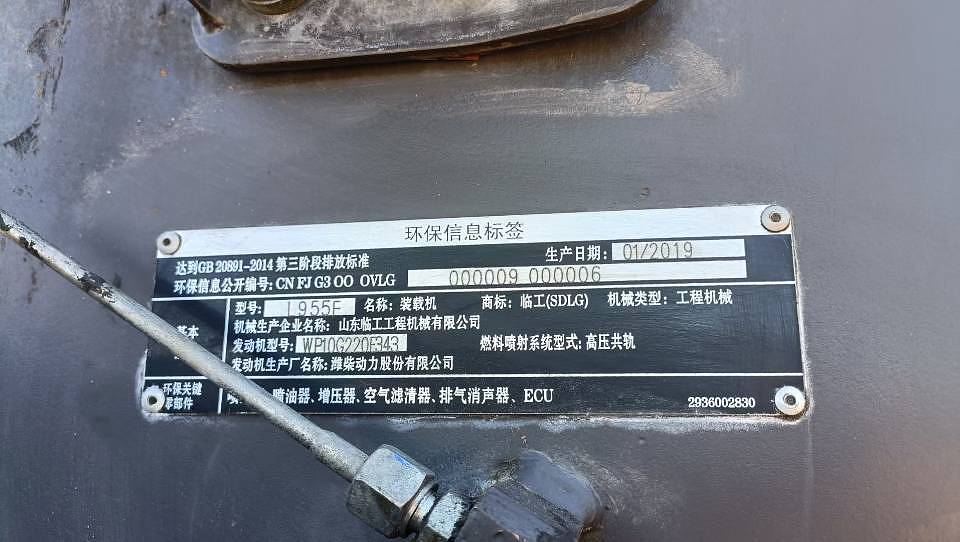 环保信息标签
达到GB 20891-2014 第三阶段排放标准 生产日期: 01/2019
环保信息公开编号: CN FJ G3 OO OVLG 000009 000006
型号: L955F 名称: 装载机 商标: 临工(SDLG) 机械类型: 工程机械
基本
机械生产企业名称: 山东临工工程机械有限公司
发动机型号: WP10G220E343 燃料喷射系统型式: 高压共轨
发动机生产厂名称: 潍柴动力股份有限公司
环保关键
零部件
喷油器、增压器、空气滤清器、排气消声器、ECU
2936002830